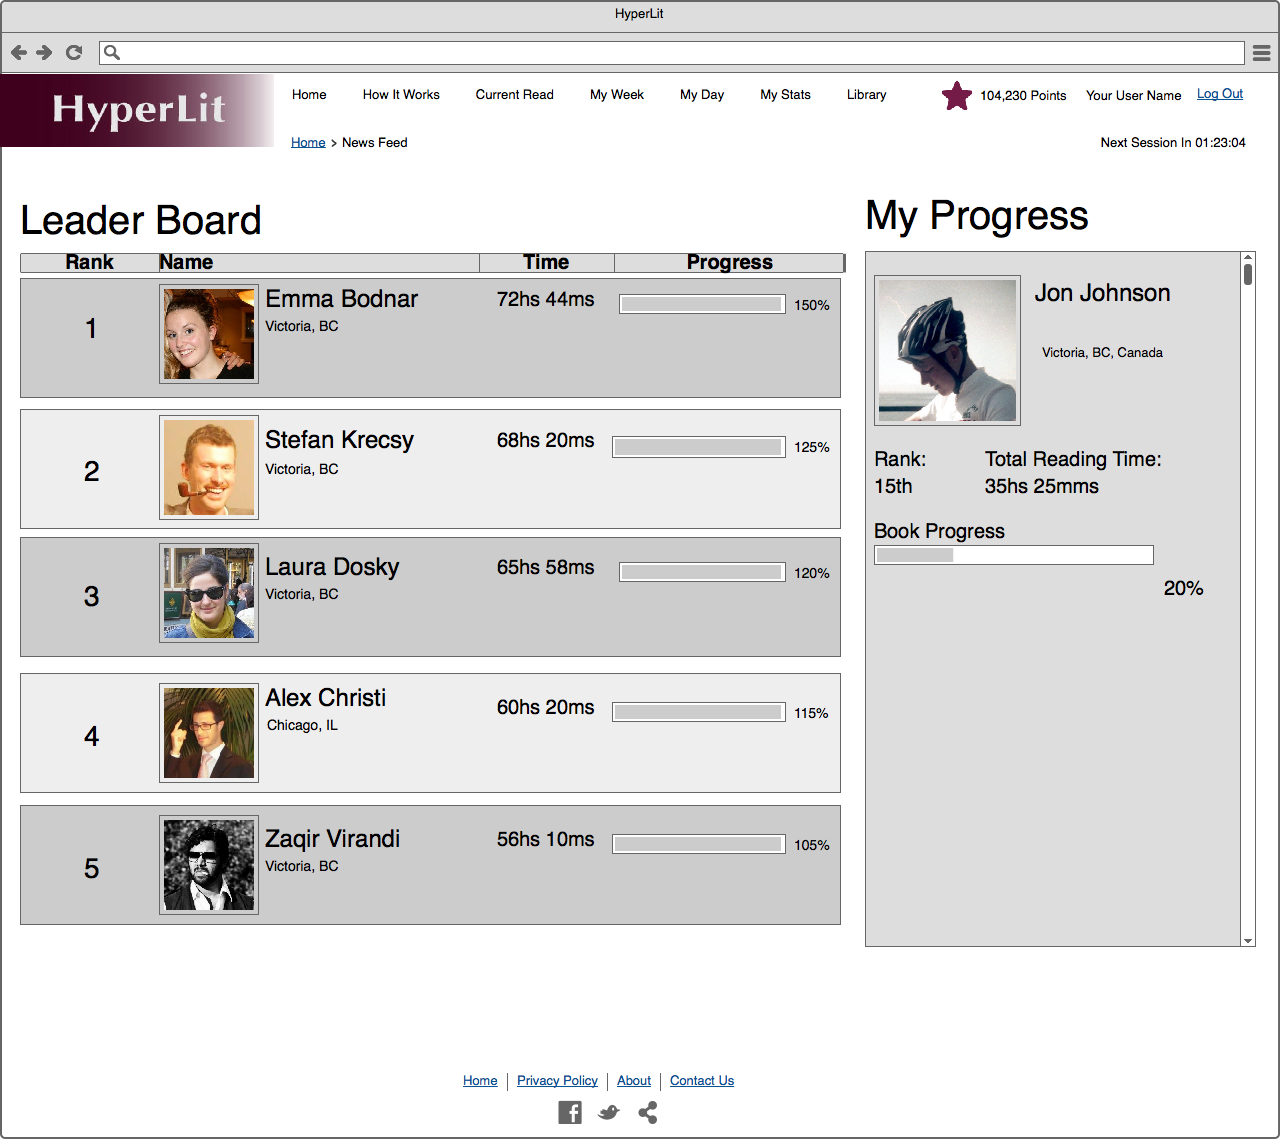 HyperLit
HyperLit
Home How It Works Current Read My Week My Day My Stats Library
104,230 Points Your User Name Log Out
Home > News Feed
Next Session In 01:23:04
Leader Board
Rank Name Time Progress
1 Emma Bodnar 72hs 44ms 150%
Victoria, BC
2 Stefan Krecsy 68hs 20ms 125%
Victoria, BC
3 Laura Dosky 65hs 58ms 120%
Victoria, BC
4 Alex Christi 60hs 20ms 115%
Chicago, IL
5 Zaqir Virandi 56hs 10ms 105%
Victoria, BC
My Progress
Jon Johnson
Victoria, BC, Canada
Rank: Total Reading Time:
15th 35hs 25mms
Book Progress
20%
Home | Privacy Policy | About | Contact Us